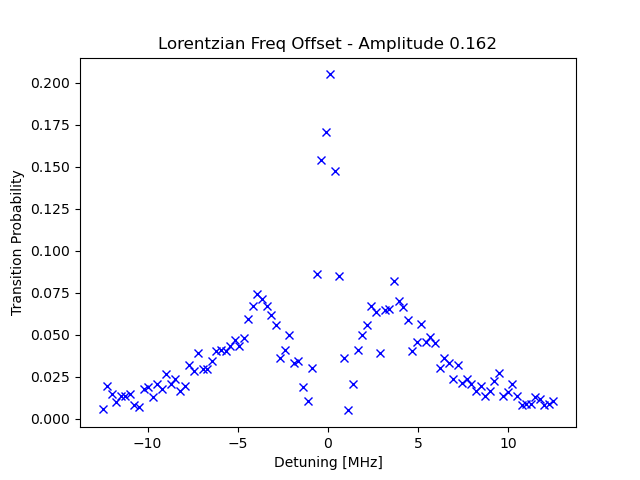 Lorentzian Freq Offset - Amplitude 0.162
Transition Probability
0.200
0.175
0.150
0.125
0.100
0.075
0.050
0.025
0.000
−10 −5 0 5 10
Detuning [MHz]